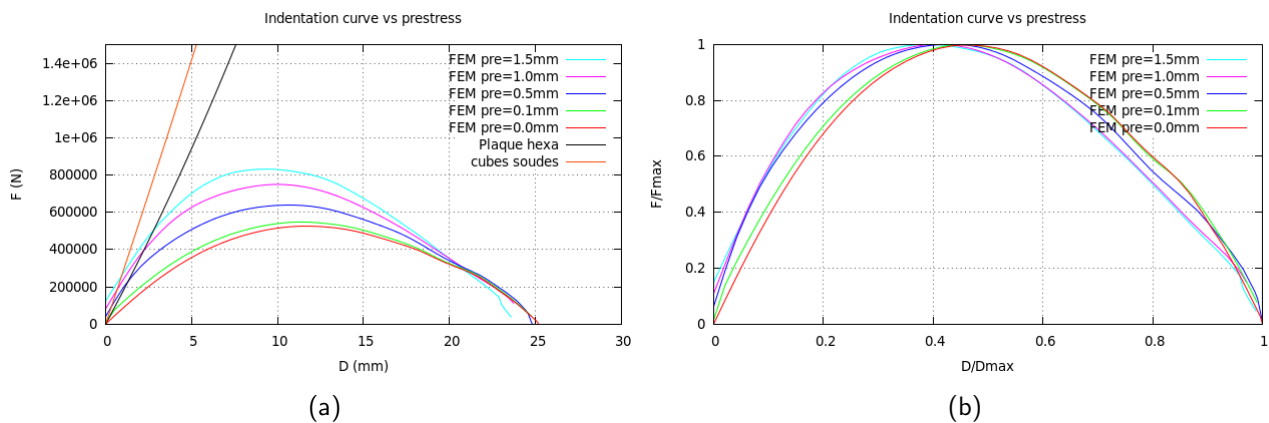 Indentation curve vs prestress
F (N)
1.4e+06
1.2e+06
1e+06
800000
600000
400000
200000
0
0 5 10 15 20 25 30
D (mm)
FEM pre=1.5mm
FEM pre=1.0mm
FEM pre=0.5mm
FEM pre=0.1mm
FEM pre=0.0mm
Plaque hexa
cubes soudes
(a)
Indentation curve vs prestress
F/Fmax
1
0.8
0.6
0.4
0.2
0
0 0.2 0.4 0.6 0.8 1
D/Dmax
FEM pre=1.5mm
FEM pre=1.0mm
FEM pre=0.5mm
FEM pre=0.1mm
FEM pre=0.0mm
(b)